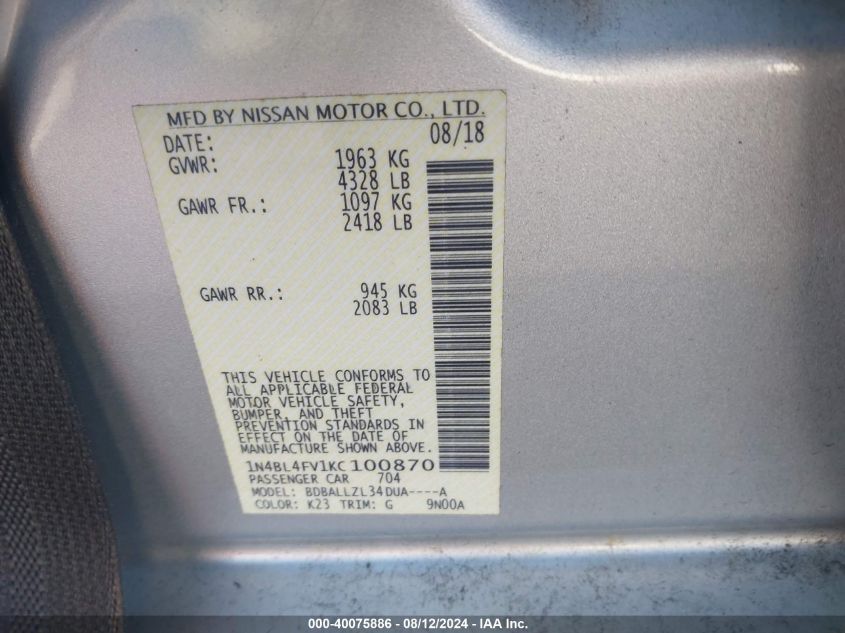 MFD BY NISSAN MOTOR CO., LTD.
DATE: 08/18
GVWR: 1963 KG
4328 LB
GAWR FR.: 1097 KG
2418 LB
GAWR RR.: 945 KG
2083 LB
THIS VEHICLE CONFORMS TO
ALL APPLICABLE FEDERAL
MOTOR VEHICLE SAFETY,
BUMPER, AND THEFT
PREVENTION STANDARDS IN
EFFECT ON THE DATE OF
MANUFACTURE SHOWN ABOVE.
1N4BL4FV1KC100870
PASSENGER CAR 704
MODEL: BDBALLZL34DUA----A
COLOR: K23 TRIM: G 9N00A
000-40075886 - 08/12/2024 - IAA Inc.